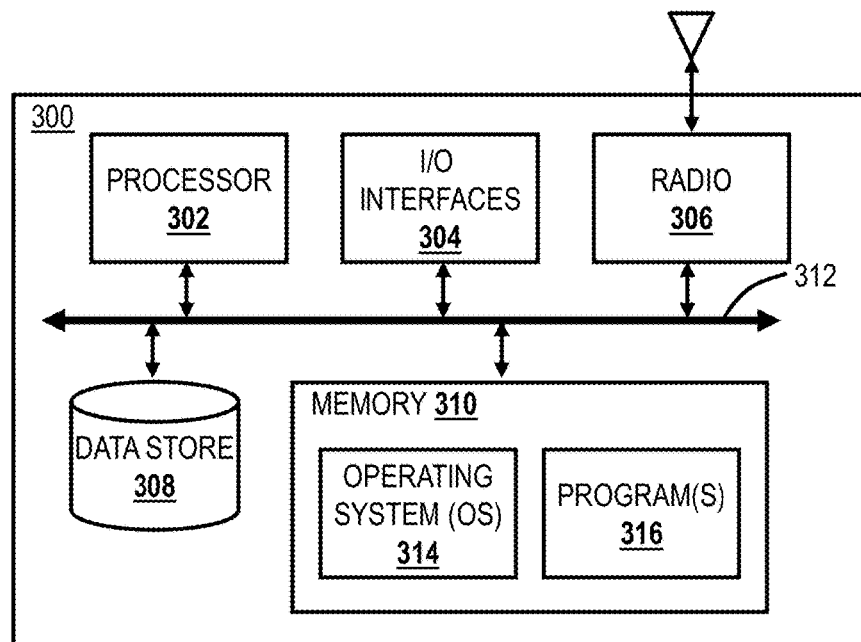 300
PROCESSOR
302
I/O
INTERFACES
304
RADIO
306
312
DATA STORE
308
MEMORY 310
OPERATING
SYSTEM (OS)
314
PROGRAM(S)
316